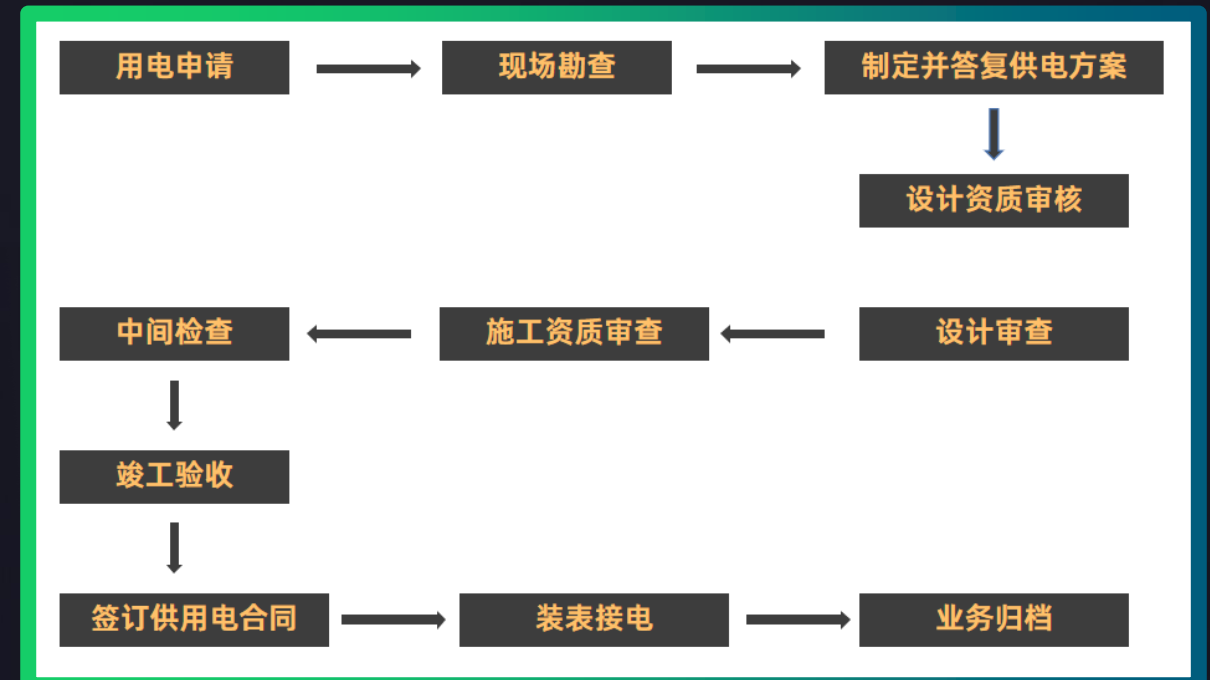 用电申请
现场勘查
制定并答复供电方案
设计资质审核
设计审查
施工资质审查
中间检查
竣工验收
签订供用电合同
装表接电
业务归档